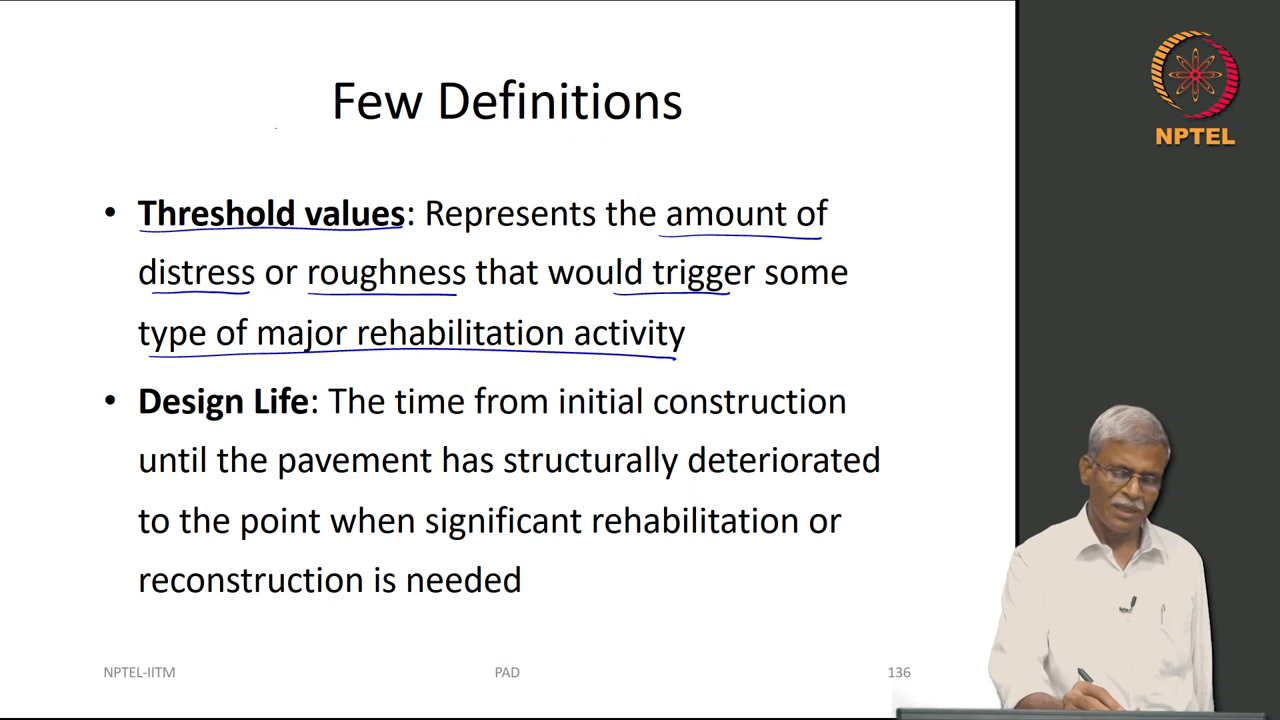 Few Definitions
NPTEL
• Threshold values: Represents the amount of
distress or roughness that would trigger some
type of major rehabilitation activity
• Design Life: The time from initial construction
until the pavement has structurally deteriorated
to the point when significant rehabilitation or
reconstruction is needed
NPTEL-IITM
PAD
136